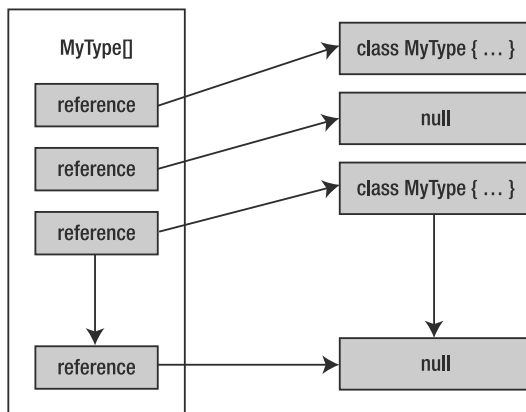 MyType[]
class MyType { … }
reference
null
reference
class MyType { … }
reference
reference
null